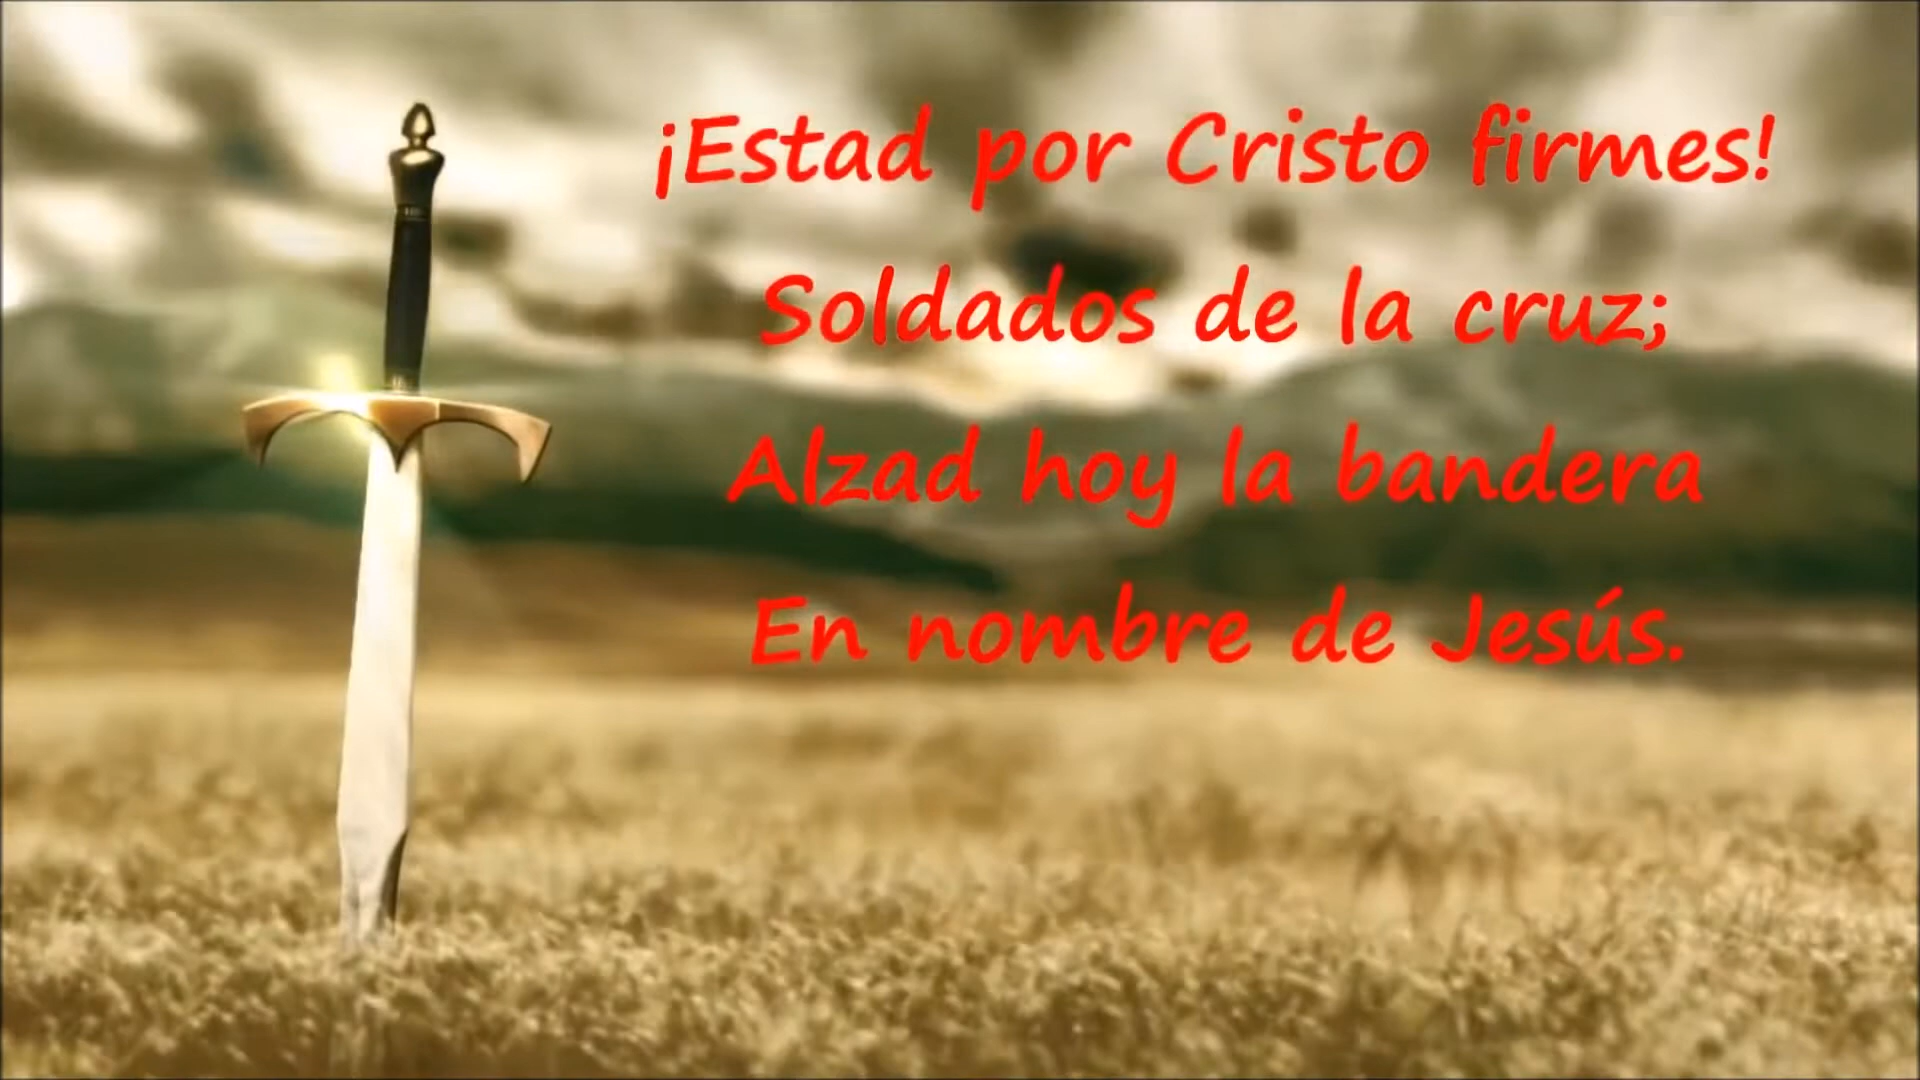 ¡Estad por Cristo firmes!
Soldados de la cruz;
Alzad hoy la bandera
En nombre de Jesús.